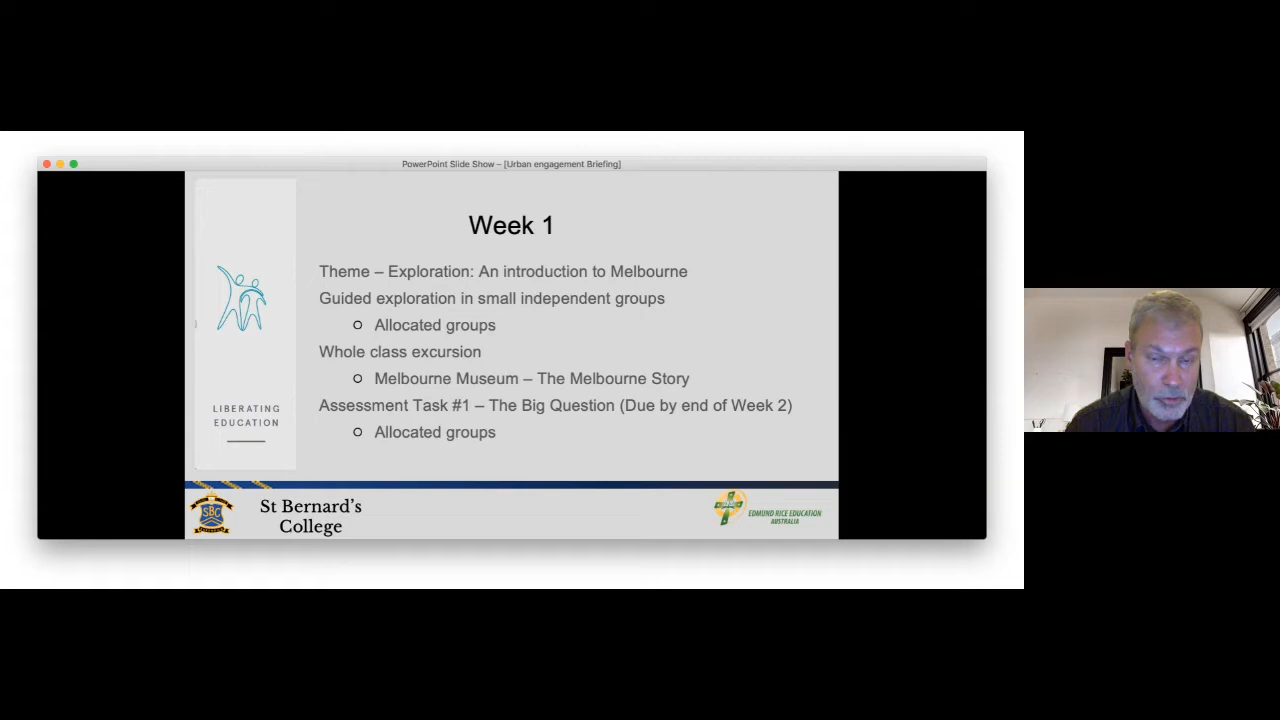 PowerPoint Slide Show – [Urban engagement Briefing]
Week 1
Theme – Exploration: An introduction to Melbourne
Guided exploration in small independent groups
Allocated groups
Whole class excursion
Melbourne Museum – The Melbourne Story
Assessment Task #1 – The Big Question (Due by end of Week 2)
Allocated groups
LIBERATING
EDUCATION
SBC
St Bernard’s
College
EDMUND RICE EDUCATION
AUSTRALIA